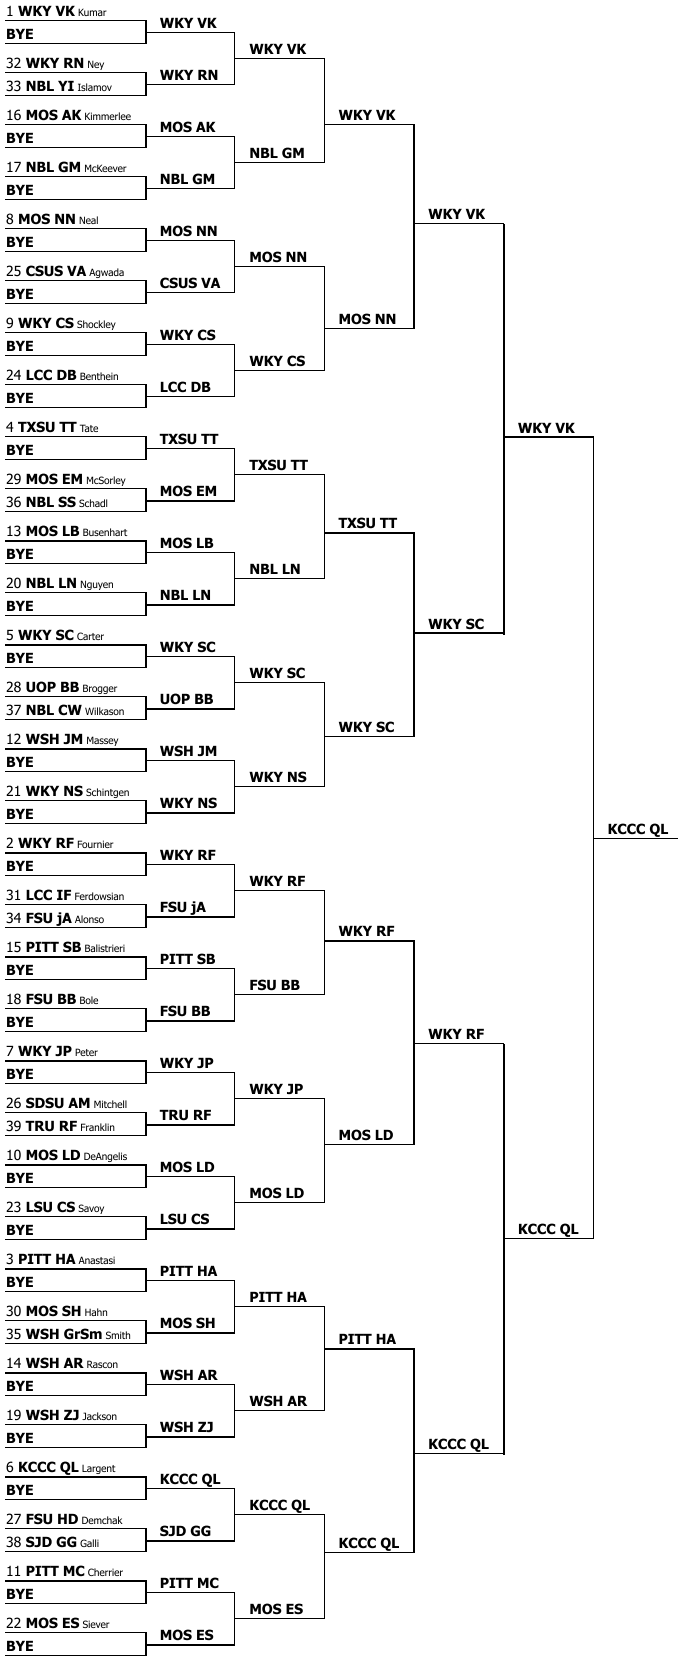 1 WKY VK Kumar
BYE
32 WKY RN Ney
33 NBL YI Islamov
16 MOS AK Kimmerlee
BYE
17 NBL GM McKeever
BYE
8 MOS NN Neal
BYE
25 CSUS VA Agwada
BYE
9 WKY CS Shockley
BYE
24 LCC DB Benthein
BYE
4 TXSU TT Tate
BYE
29 MOS EM McSorley
36 NBL SS Schadl
13 MOS LB Busenhart
BYE
20 NBL LN Nguyen
BYE
5 WKY SC Carter
BYE
28 UOP BB Brogger
37 NBL CW Wilkason
12 WSH JM Massey
BYE
21 WKY NS Schintgen
BYE
2 WKY RF Fournier
BYE
31 LCC IF Ferdowsian
34 FSU jA Alonso
15 PITT SB Balistrieri
BYE
18 FSU BB Bole
BYE
7 WKY JP Peter
BYE
26 SDSU AM Mitchell
39 TRU RF Franklin
10 MOS LD DeAngelis
BYE
23 LSU CS Savoy
BYE
3 PITT HA Anastasi
BYE
30 MOS SH Hahn
35 WSH GrSm Smith
14 WSH AR Rascon
BYE
19 WSH ZJ Jackson
BYE
6 KCCC QL Largent
BYE
27 FSU HD Demchak
38 SJD GG Galli
11 PITT MC Cherrier
BYE
22 MOS ES Siever
BYE
WKY VK
WKY RN
MOS AK
NBL GM
MOS NN
CSUS VA
WKY CS
LCC DB
TXSU TT
MOS EM
MOS LB
NBL LN
WKY SC
UOP BB
WSH JM
WKY NS
WKY RF
FSU jA
PITT SB
FSU BB
WKY JP
TRU RF
MOS LD
LSU CS
PITT HA
MOS SH
WSH AR
WSH ZJ
KCCC QL
SJD GG
PITT MC
MOS ES
WKY VK
NBL GM
MOS NN
WKY CS
TXSU TT
NBL LN
WKY SC
WKY NS
WKY RF
FSU BB
WKY JP
MOS LD
PITT HA
WSH AR
KCCC QL
MOS ES
WKY VK
MOS NN
TXSU TT
WKY SC
WKY RF
MOS LD
PITT HA
KCCC QL
WKY VK
WKY SC
WKY RF
KCCC QL
WKY VK
KCCC QL
KCCC QL